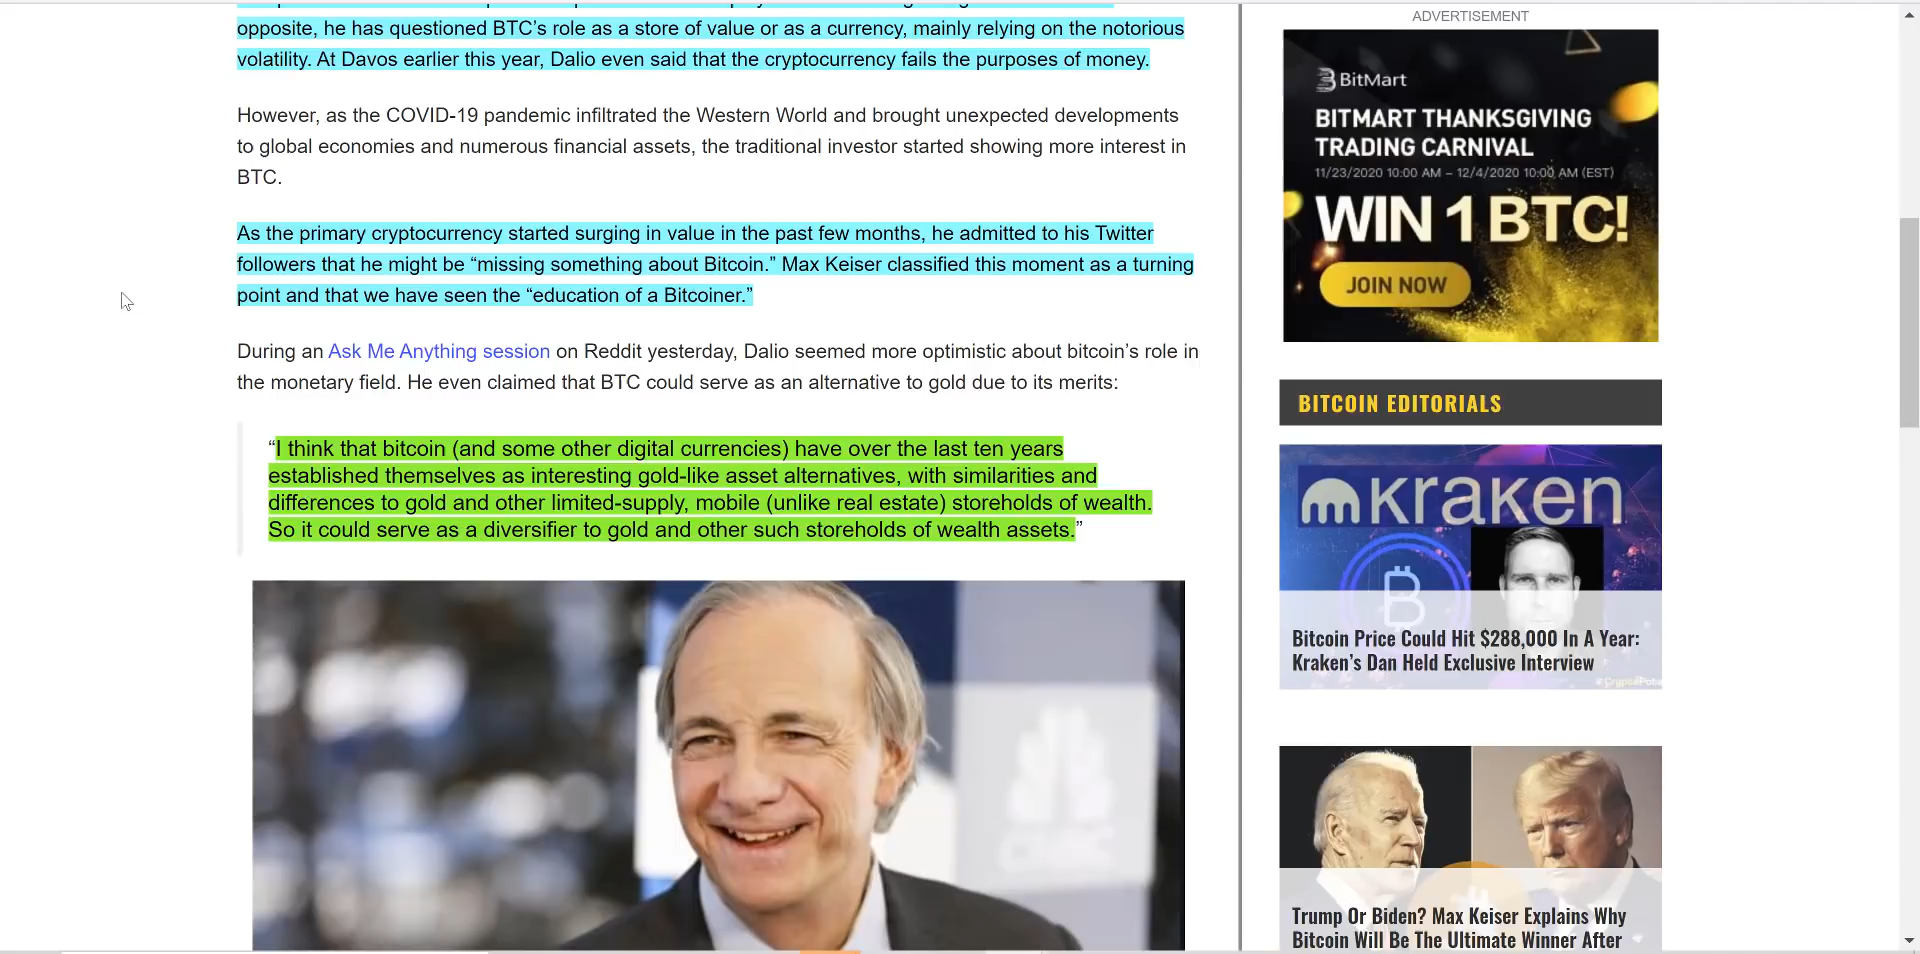 opposite, he has questioned BTC’s role as a store of value or as a currency, mainly relying on the notorious
volatility. At Davos earlier this year, Dalio even said that the cryptocurrency fails the purposes of money.
However, as the COVID-19 pandemic infiltrated the Western World and brought unexpected developments
to global economies and numerous financial assets, the traditional investor started showing more interest in
BTC.
As the primary cryptocurrency started surging in value in the past few months, he admitted to his Twitter
followers that he might be “missing something about Bitcoin.” Max Keiser classified this moment as a turning
point and that we have seen the “education of a Bitcoiner.”
During an Ask Me Anything session on Reddit yesterday, Dalio seemed more optimistic about bitcoin’s role in
the monetary field. He even claimed that BTC could serve as an alternative to gold due to its merits:
“I think that bitcoin (and some other digital currencies) have over the last ten years
established themselves as interesting gold-like asset alternatives, with similarities and
differences to gold and other limited-supply, mobile (unlike real estate) storeholds of wealth.
So it could serve as a diversifier to gold and other such storeholds of wealth assets.”
CNBC
ADVERTISEMENT
BitMart
BITMART THANKSGIVING
TRADING CARNIVAL
11/23/2020 10:00 AM – 12/4/2020 10:00 AM (EST)
WIN 1 BTC!
JOIN NOW
BITCOIN EDITORIALS
kraken
Bitcoin Price Could Hit $288,000 In A Year:
Kraken’s Dan Held Exclusive Interview
Trump Or Biden? Max Keiser Explains Why
Bitcoin Will Be The Ultimate Winner After